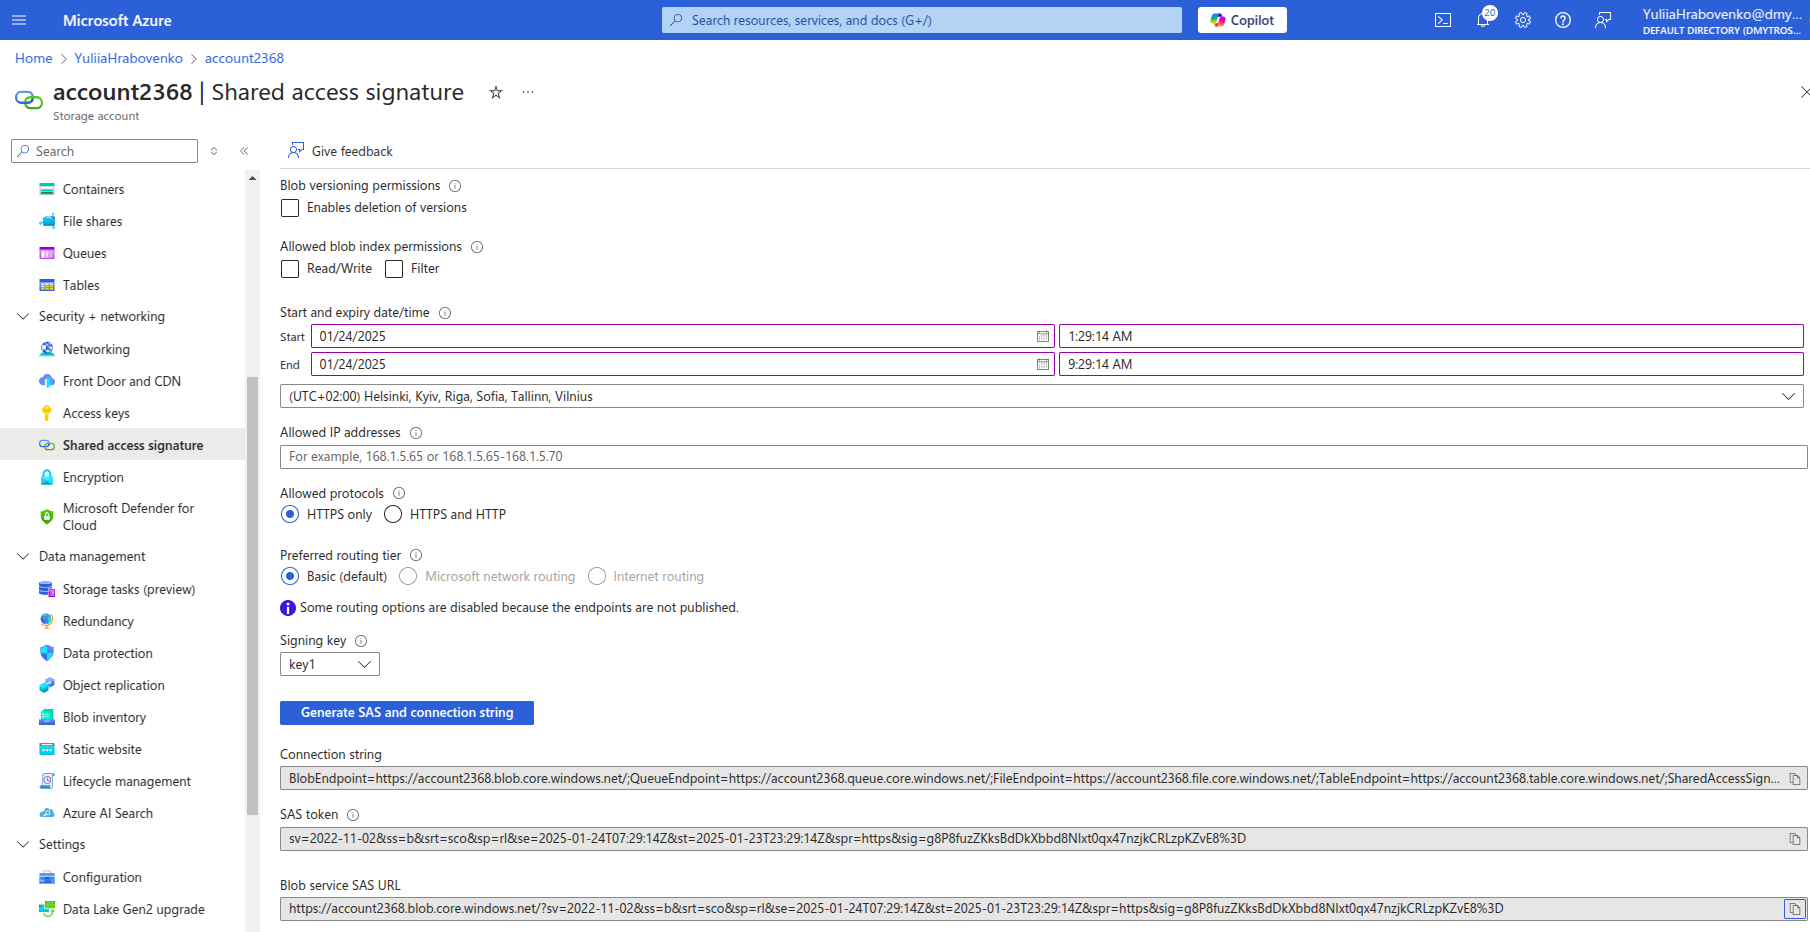 Microsoft Azure
Search resources, services, and docs (G+/)
Copilot
20
YuliiaHrabovenko@dmy...
DEFAULT DIRECTORY (DMYTROS...
Home > YuliiaHrabovenko > account2368
account2368 | Shared access signature
Storage account
Search
Give feedback
Containers
File shares
Queues
Tables
Security + networking
Networking
Front Door and CDN
Access keys
Shared access signature
Encryption
Microsoft Defender for
Cloud
Data management
Storage tasks (preview)
Redundancy
Data protection
Object replication
Blob inventory
Static website
Lifecycle management
Azure AI Search
Settings
Configuration
Data Lake Gen2 upgrade
Blob versioning permissions
Enables deletion of versions
Allowed blob index permissions
Read/Write Filter
Start and expiry date/time
Start 01/24/2025 1:29:14 AM
End 01/24/2025 9:29:14 AM
(UTC+02:00) Helsinki, Kyiv, Riga, Sofia, Tallinn, Vilnius
Allowed IP addresses
For example, 168.1.5.65 or 168.1.5.65-168.1.5.70
Allowed protocols
HTTPS only HTTPS and HTTP
Preferred routing tier
Basic (default) Microsoft network routing Internet routing
Some routing options are disabled because the endpoints are not published.
Signing key
key1
Generate SAS and connection string
Connection string
BlobEndpoint=https://account2368.blob.core.windows.net/;QueueEndpoint=https://account2368.queue.core.windows.net/;FileEndpoint=https://account2368.file.core.windows.net/;TableEndpoint=https://account2368.table.core.windows.net/;SharedAccessSign...
SAS token
sv=2022-11-02&ss=b&srt=sco&sp=rl&se=2025-01-24T07:29:14Z&st=2025-01-23T23:29:14Z&spr=https&sig=g8P8fuzZKksBdDkXbbd8NIxt0qx47nzjkCRLzpKZvE8%3D
Blob service SAS URL
https://account2368.blob.core.windows.net/?sv=2022-11-02&ss=b&srt=sco&sp=rl&se=2025-01-24T07:29:14Z&st=2025-01-23T23:29:14Z&spr=https&sig=g8P8fuzZKksBdDkXbbd8NIxt0qx47nzjkCRLzpKZvE8%3D